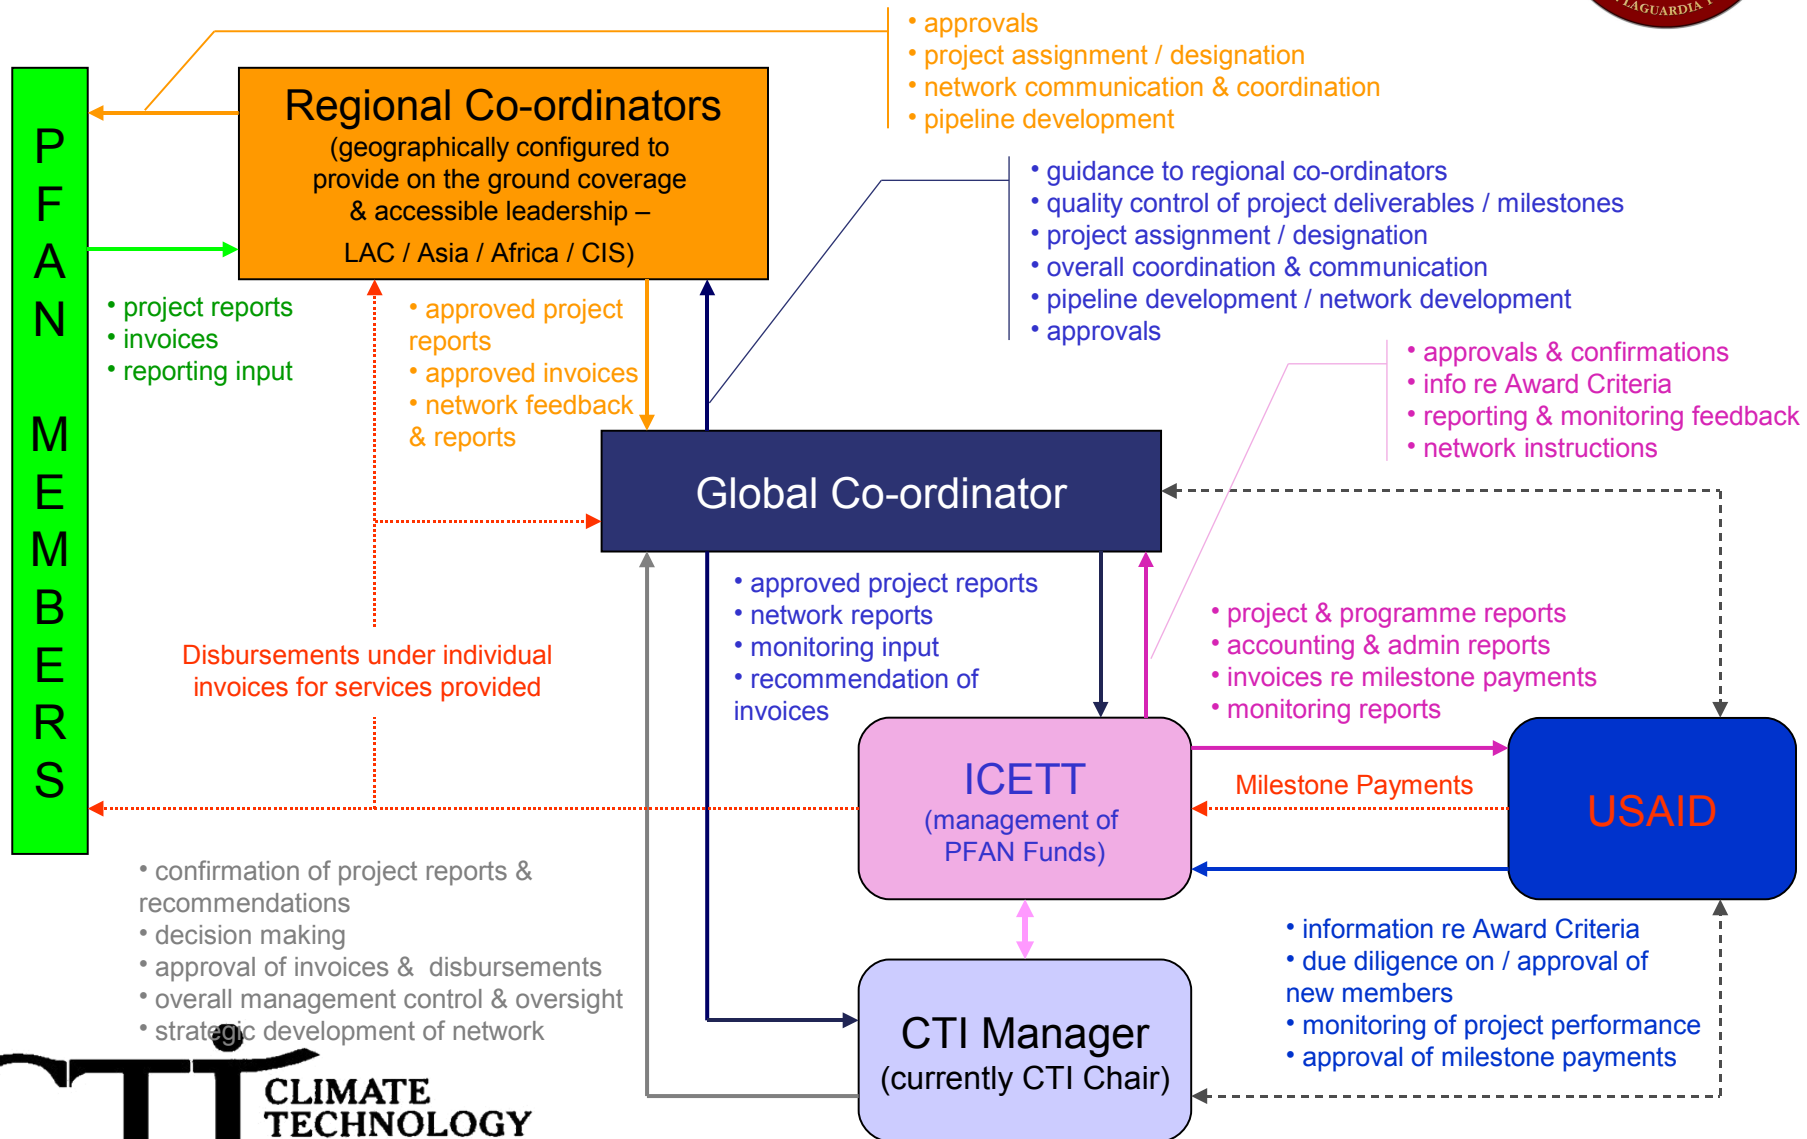 LAGUARDIA
• approvals
• project assignment / designation
• network communication & coordination
• pipeline development
PFAN MEMBERS
Regional Co-ordinators
(geographically configured to
provide on the ground coverage
& accessible leadership –
LAC / Asia / Africa / CIS)
• guidance to regional co-ordinators
• quality control of project deliverables / milestones
• project assignment / designation
• overall coordination & communication
• pipeline development / network development
• approvals
• project reports
• invoices
• reporting input
• approved project
reports
• approved invoices
• network feedback
& reports
• approvals & confirmations
• info re Award Criteria
• reporting & monitoring feedback
• network instructions
Global Co-ordinator
• approved project reports
• network reports
• monitoring input
• recommendation of
invoices
• project & programme reports
• accounting & admin reports
• invoices re milestone payments
• monitoring reports
Disbursements under individual
invoices for services provided
ICETT
(management of
PFAN Funds)
Milestone Payments
USAID
• confirmation of project reports &
recommendations
• decision making
• approval of invoices &  disbursements
• overall management control & oversight
• strategic development of network
• information re Award Criteria
• due diligence on / approval of
new members
• monitoring of project performance
• approval of milestone payments
CTI Manager
(currently CTI Chair)
CTI
CLIMATE
TECHNOLOGY